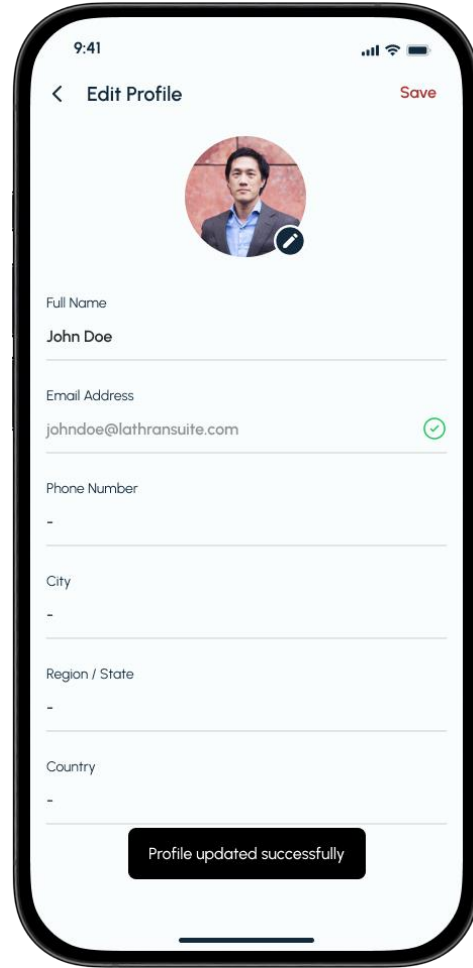 9:41
Edit Profile
Save
Full Name
John Doe
Email Address
johndoe@lathransuite.com
Phone Number
-
City
-
Region / State
-
Country
-
Profile updated successfully